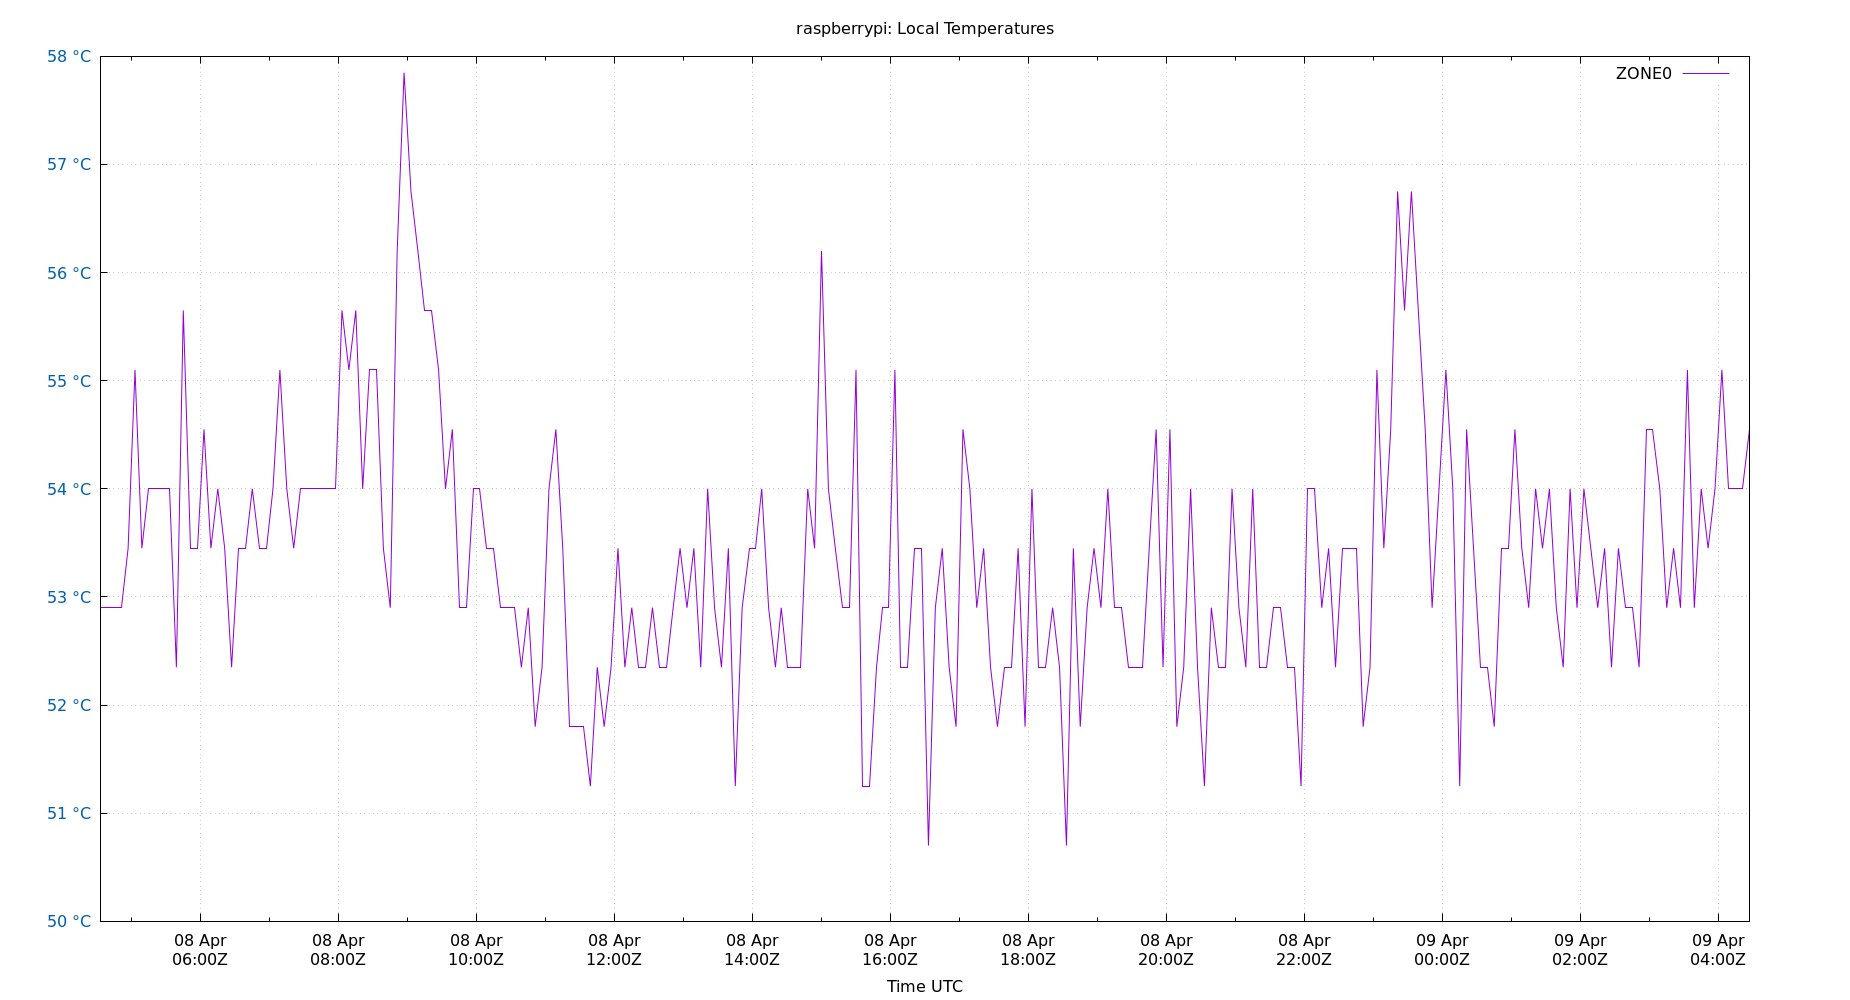 raspberrypi: Local Temperatures
ZONE0
58 °C
57 °C
56 °C
55 °C
54 °C
53 °C
52 °C
51 °C
50 °C
08 Apr 08 Apr 08 Apr 08 Apr 08 Apr 08 Apr 08 Apr 08 Apr 08 Apr 09 Apr 09 Apr 09 Apr
06:00Z 08:00Z 10:00Z 12:00Z 14:00Z 16:00Z 18:00Z 20:00Z 22:00Z 00:00Z 02:00Z 04:00Z
Time UTC